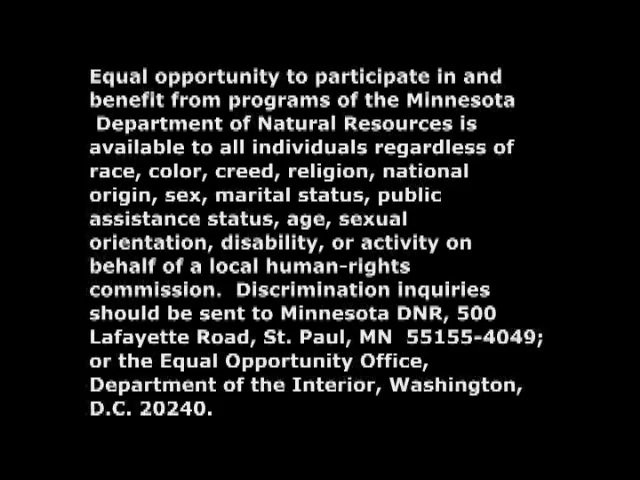 Equal opportunity to participate in and
benefit from programs of the Minnesota
Department of Natural Resources is
available to all individuals regardless of
race, color, creed, religion, national
origin, sex, marital status, public
assistance status, age, sexual
orientation, disability, or activity on
behalf of a local human-rights
commission.  Discrimination inquiries
should be sent to Minnesota DNR, 500
Lafayette Road, St. Paul, MN  55155-4049;
or the Equal Opportunity Office,
Department of the Interior, Washington,
D.C. 20240.